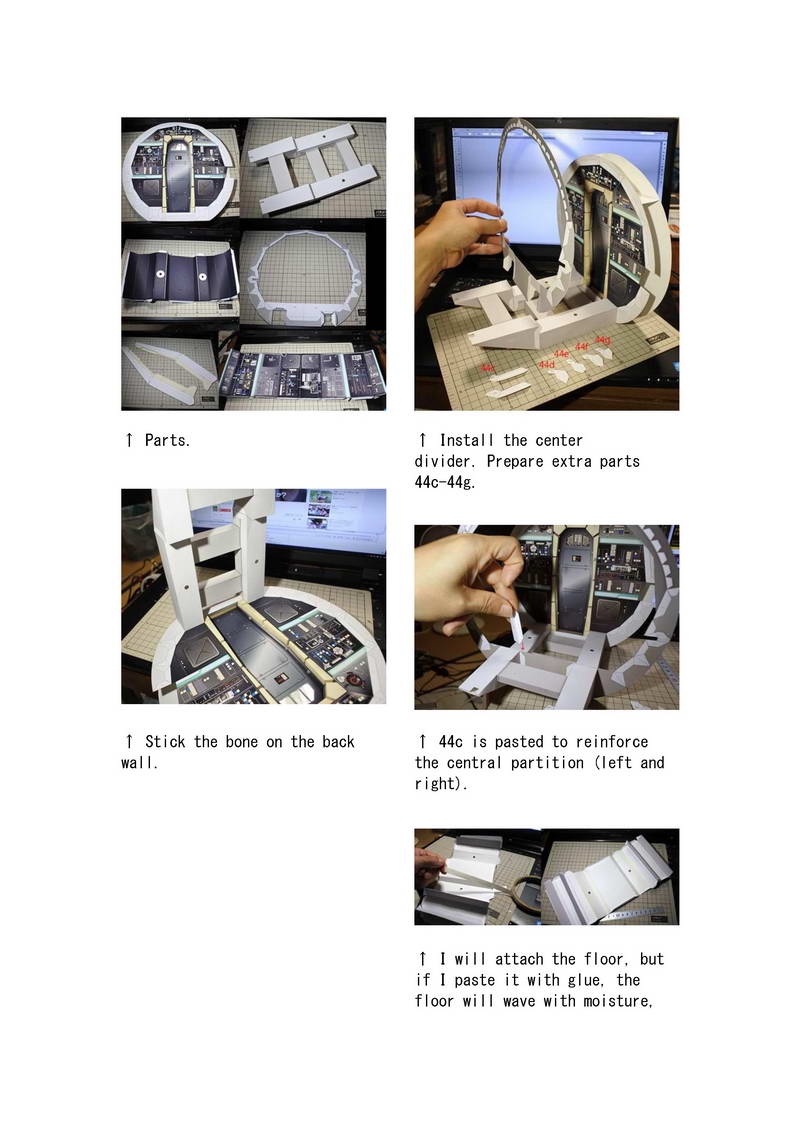 ↑ Parts.
↑ Stick the bone on the back
wall.
44c
44d
44e
44f
44g
↑ Install the center
divider. Prepare extra parts
44c-44g.
↑ 44c is pasted to reinforce
the central partition (left and
right).
↑ I will attach the floor, but
if I paste it with glue, the
floor will wave with moisture,